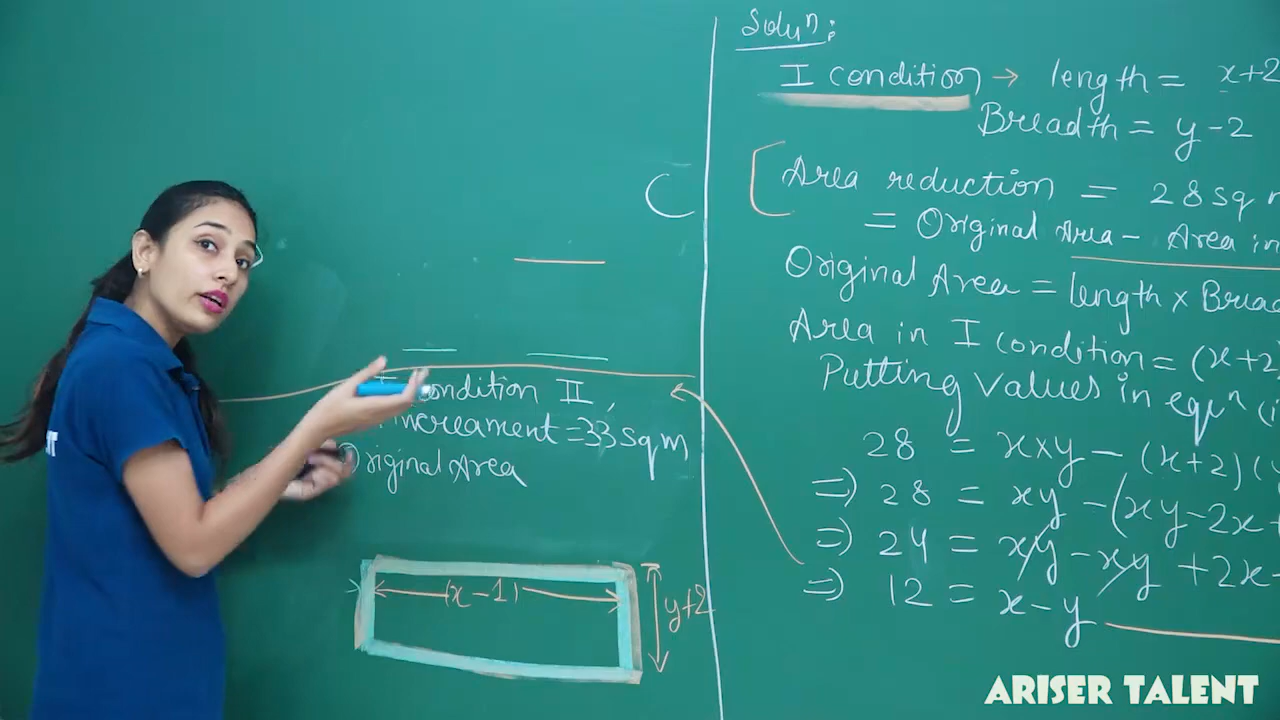 Soluⁿ:
I condition → length = x+2
Breadth = y-2
Area reduction = 28 sq
= Original Area - Area in
Original Area = length x Bread
Area in I condition = (x+2)
Putting values in eqⁿ
28 = x x y - (x+2)(
=) 28 = xy - (xy-2x+
=) 24 = xy - xy + 2x-
=) 12 = x-y
condition II,
increament = 33 sq m
Original Area
(x-1)
y+2
ARISER TALENT